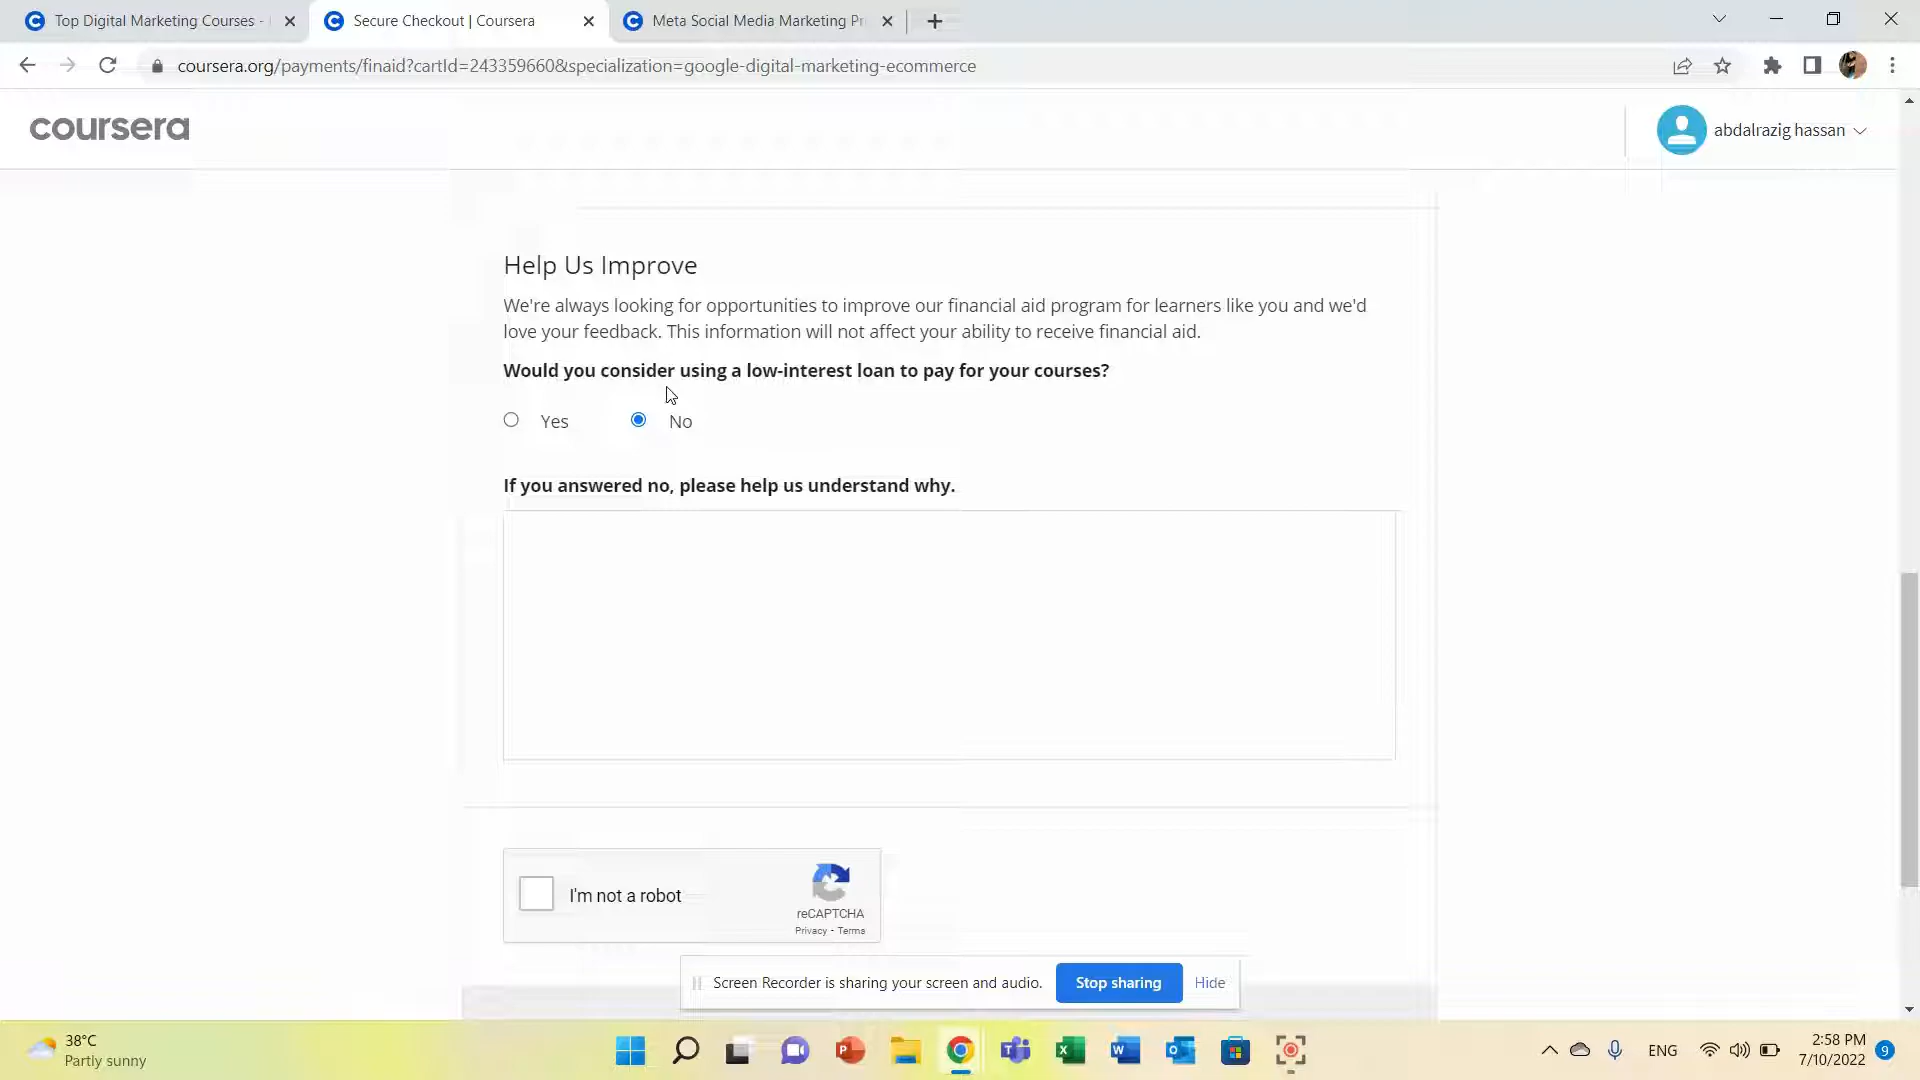 Top Digital Marketing Courses -
Secure Checkout | Coursera
Meta Social Media Marketing Pr
coursera.org/payments/finaid?cartId=243359660&specialization=google-digital-marketing-ecommerce
coursera
abdalrazig hassan
Help Us Improve
We're always looking for opportunities to improve our financial aid program for learners like you and we'd
love your feedback. This information will not affect your ability to receive financial aid.
Would you consider using a low-interest loan to pay for your courses?
Yes No
If you answered no, please help us understand why.
I'm not a robot
reCAPTCHA
Privacy - Terms
Screen Recorder is sharing your screen and audio. Stop sharing Hide
38°C
Partly sunny
ENG
2:58 PM
7/10/2022
9